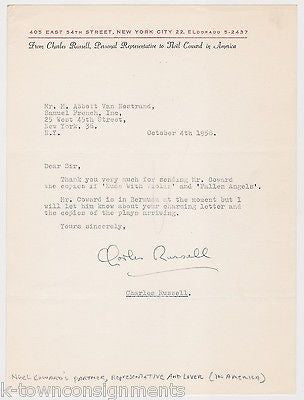 405 EAST 54TH STREET, NEW YORK CITY 22, ELDORADO 5-2437
From Charles Russell, Personal Representative to Noël Coward in America
Mr. M. Abbott Van Nostrand,
Samuel French, Inc,
25 West 45th Street,
New York, 36.
N.Y.
October 4th 1958.
Dear Sir,
Thank you very much for sending Mr. Coward
the copies of 'Nude With Violin' and 'Fallen Angels'.
Mr. Coward is in Bermuda at the moment but I
will let him know about your charming letter and
the copies of the plays arriving.
Yours sincerely,
Charles Russell
Charles Russell.
NOEL COWARD'S PARTNER, REPRESENTATIVE AND LOVER (IN AMERICA)
k-townconsignments